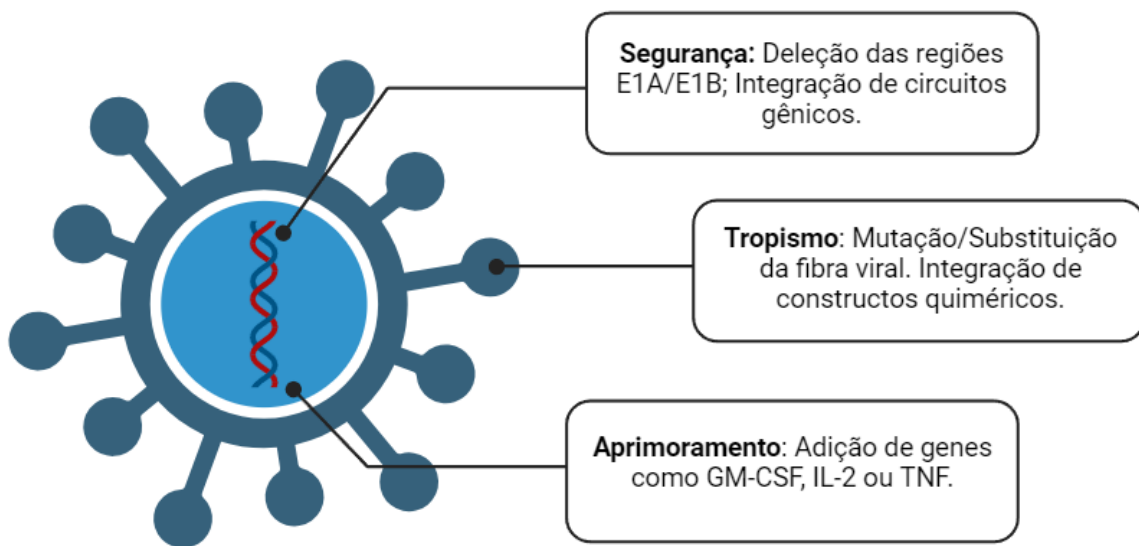 Segurança: Deleção das regiões
E1A/E1B; Integração de circuitos
gênicos.
Tropismo: Mutação/Substituição
da fibra viral. Integração de
constructos quiméricos.
Aprimoramento: Adição de genes
como GM-CSF, IL-2 ou TNF.